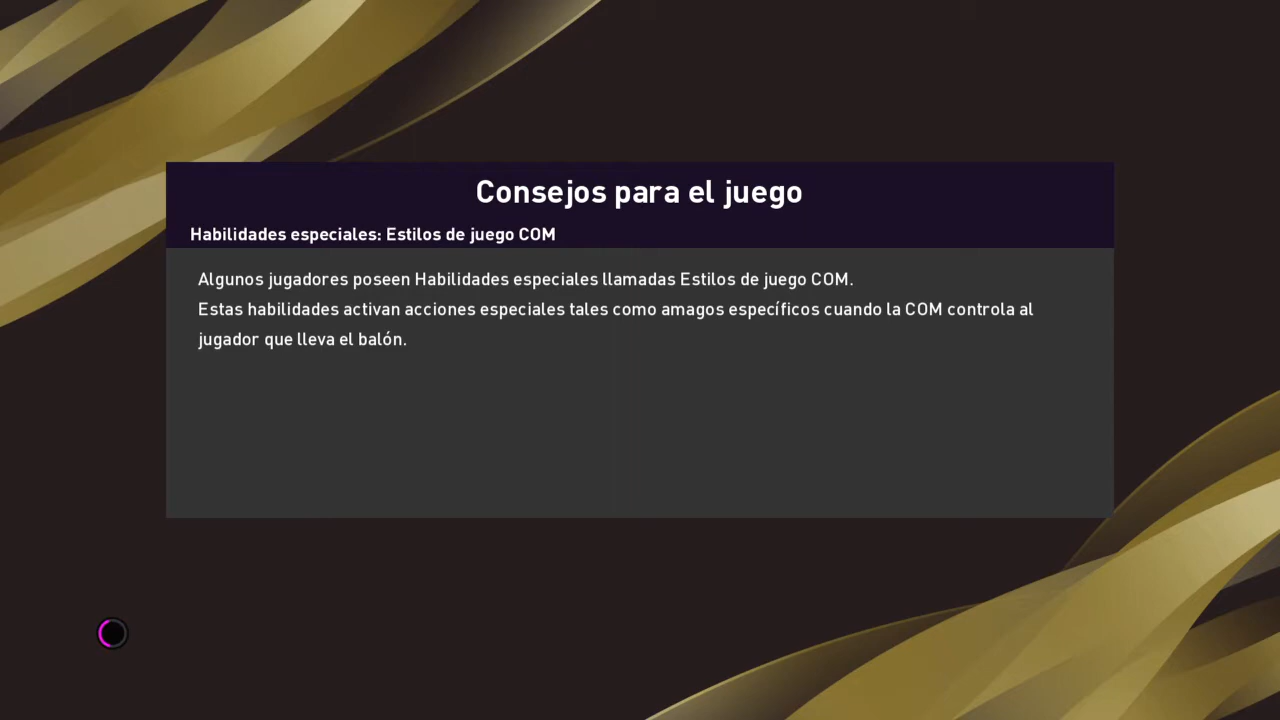 Consejos para el juego
Habilidades especiales: Estilos de juego COM
Algunos jugadores poseen Habilidades especiales llamadas Estilos de juego COM.
Estas habilidades activan acciones especiales tales como amagos específicos cuando la COM controla al
jugador que lleva el balón.